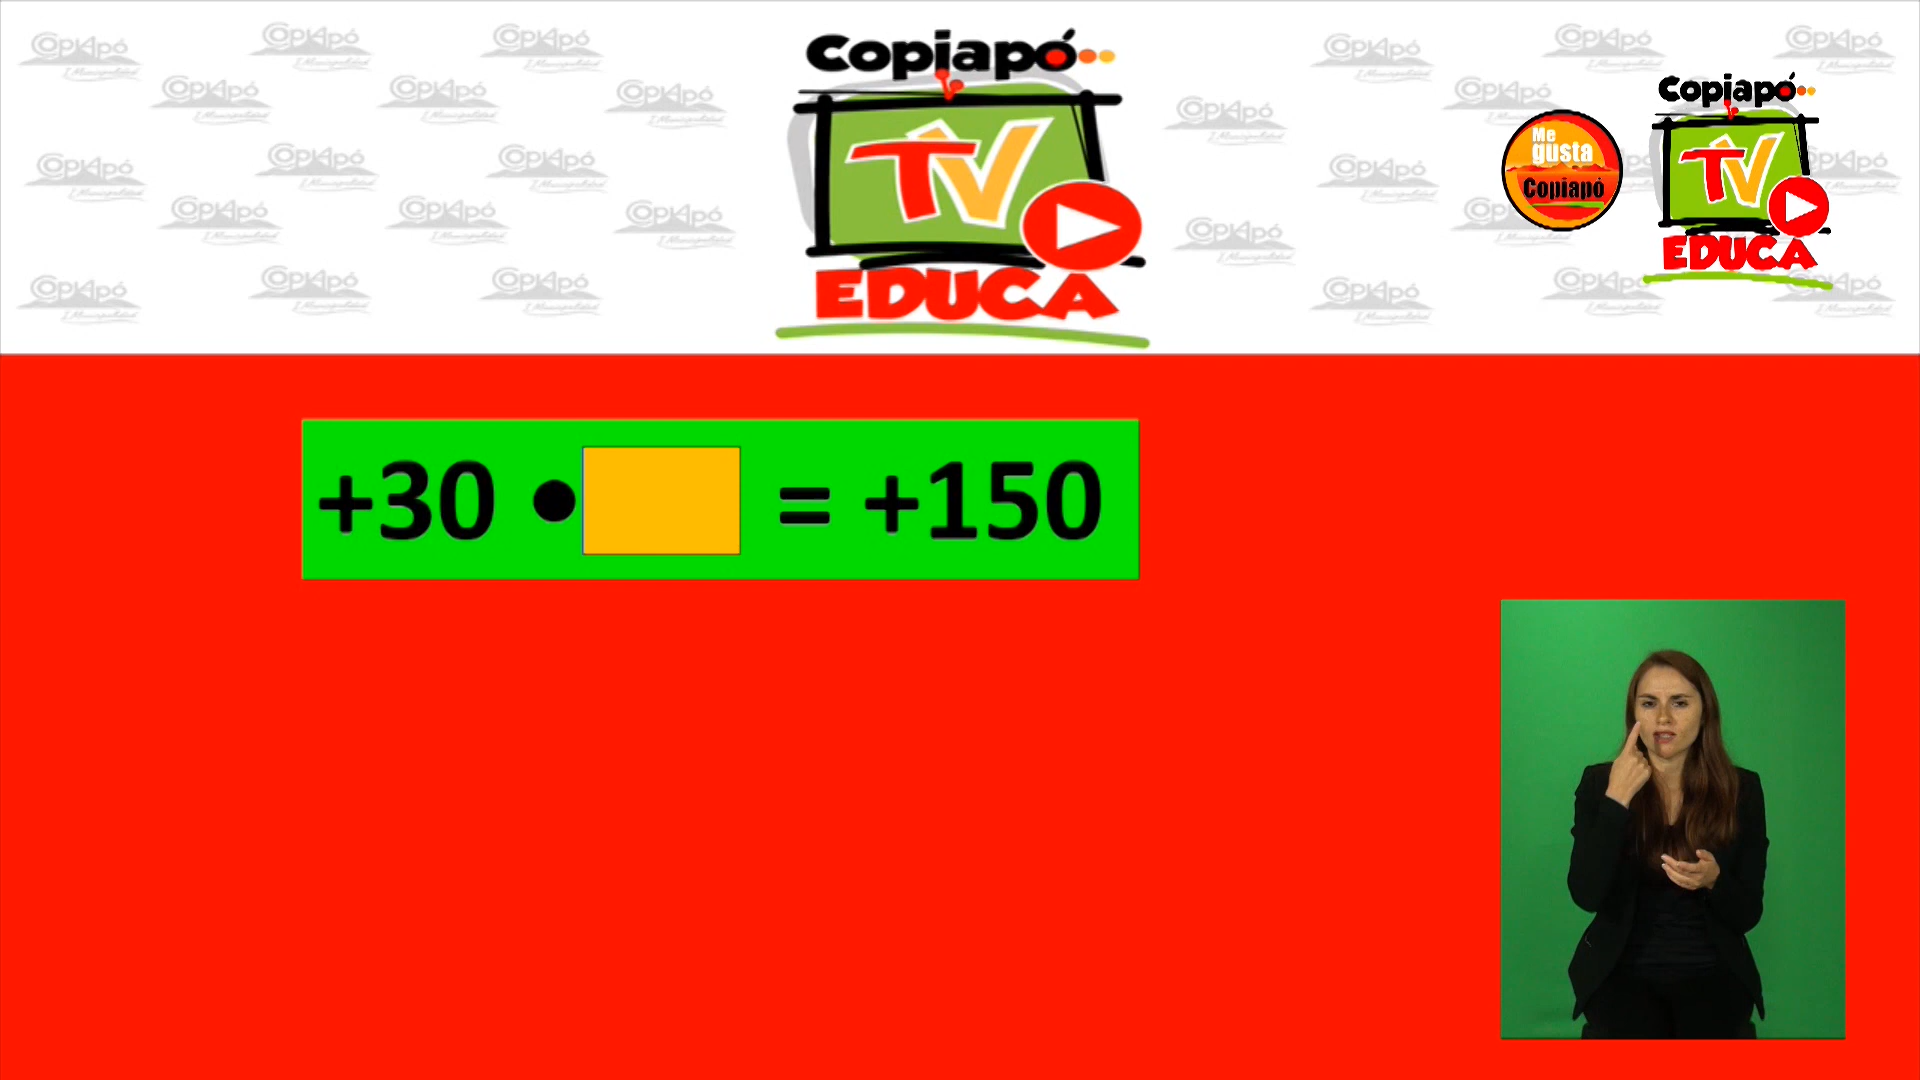 Copiapó
TV
EDUCA
Me
gusta
Copiapó
Copiapó
TV
EDUCA
+30 • = +150